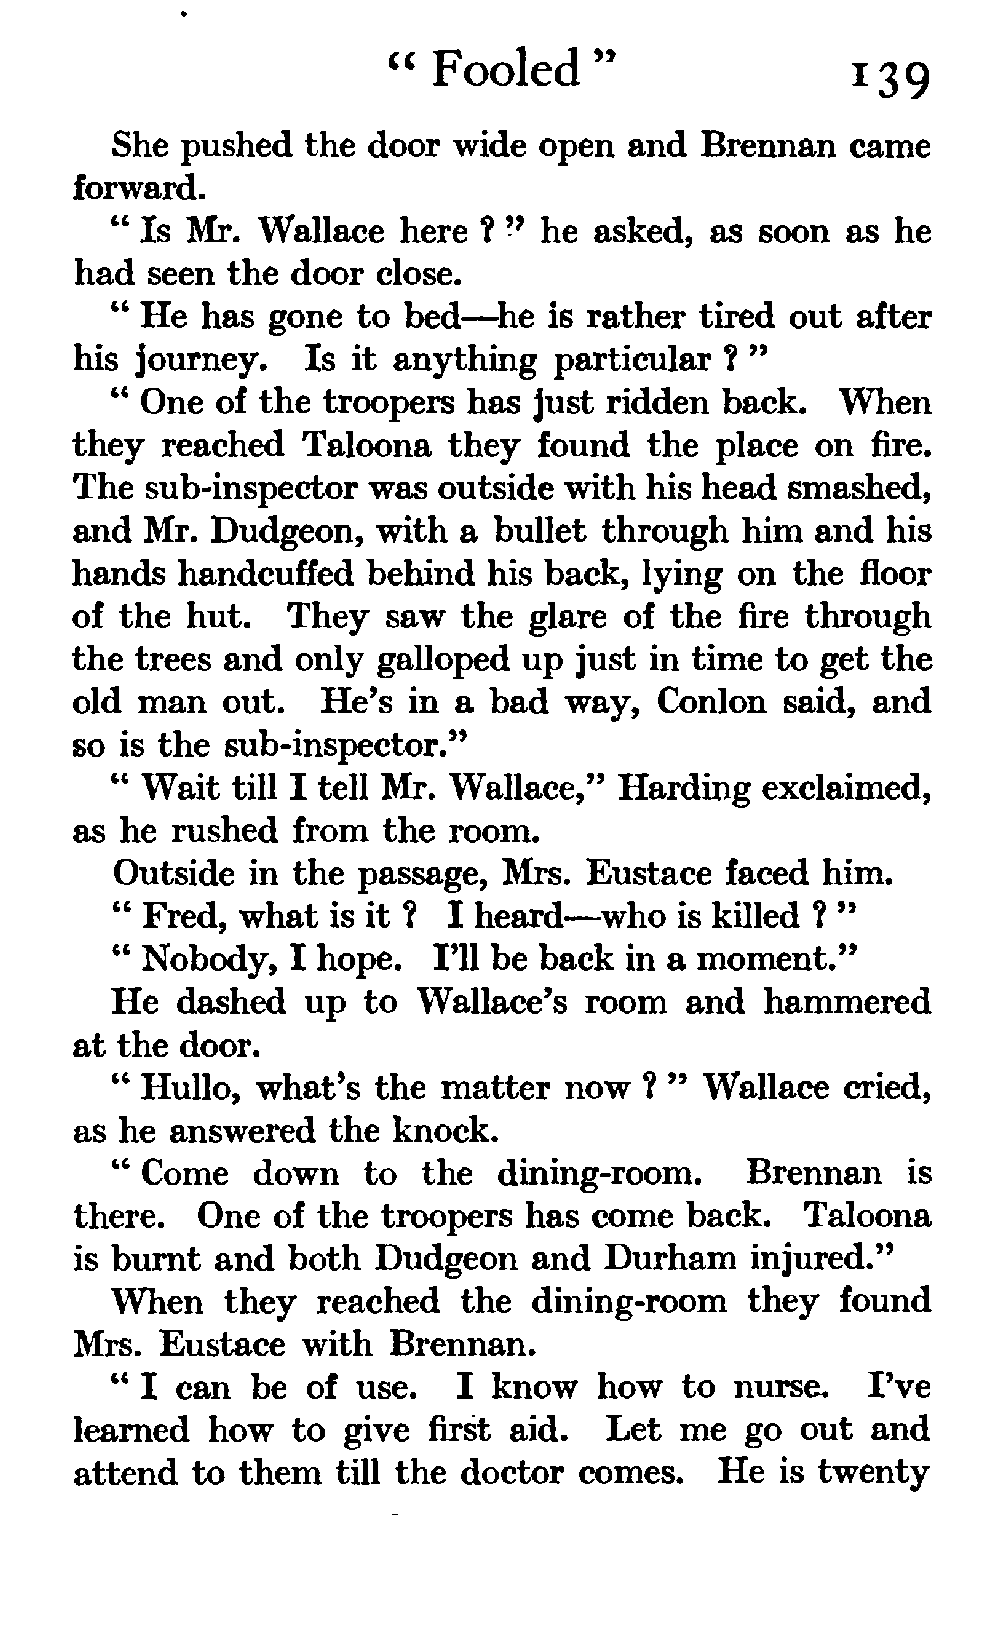 “ Fooled ” 139
She pushed the door wide open and Brennan came
forward.
“ Is Mr. Wallace here ? ” he asked, as soon as he
had seen the door close.
“ He has gone to bed—he is rather tired out after
his journey. Is it anything particular ? ”
“ One of the troopers has just ridden back. When
they reached Taloona they found the place on fire.
The sub-inspector was outside with his head smashed,
and Mr. Dudgeon, with a bullet through him and his
hands handcuffed behind his back, lying on the floor
of the hut. They saw the glare of the fire through
the trees and only galloped up just in time to get the
old man out. He’s in a bad way, Conlon said, and
so is the sub-inspector.”
“ Wait till I tell Mr. Wallace,” Harding exclaimed,
as he rushed from the room.
Outside in the passage, Mrs. Eustace faced him.
“ Fred, what is it ? I heard—who is killed ? ”
“ Nobody, I hope. I’ll be back in a moment.”
He dashed up to Wallace’s room and hammered
at the door.
“ Hullo, what’s the matter now ? ” Wallace cried,
as he answered the knock.
“ Come down to the dining-room. Brennan is
there. One of the troopers has come back. Taloona
is burnt and both Dudgeon and Durham injured.”
When they reached the dining-room they found
Mrs. Eustace with Brennan.
“ I can be of use. I know how to nurse. I’ve
learned how to give first aid. Let me go out and
attend to them till the doctor comes. He is twenty